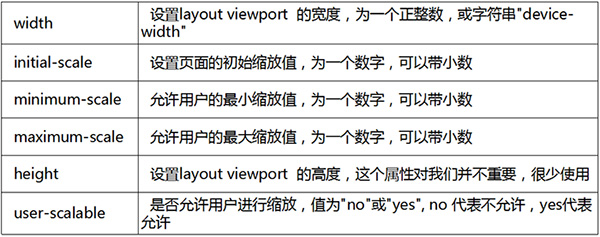 width 设置layout viewport 的宽度，为一个正整数，或字符串"device-
width"
initial-scale 设置页面的初始缩放值，为一个数字，可以带小数
minimum-scale 允许用户的最小缩放值，为一个数字，可以带小数
maximum-scale 允许用户的最大缩放值，为一个数字，可以带小数
height 设置layout viewport 的高度，这个属性对我们并不重要，很少使用
user-scalable 是否允许用户进行缩放，值为"no"或"yes", no 代表不允许，yes代表
允许